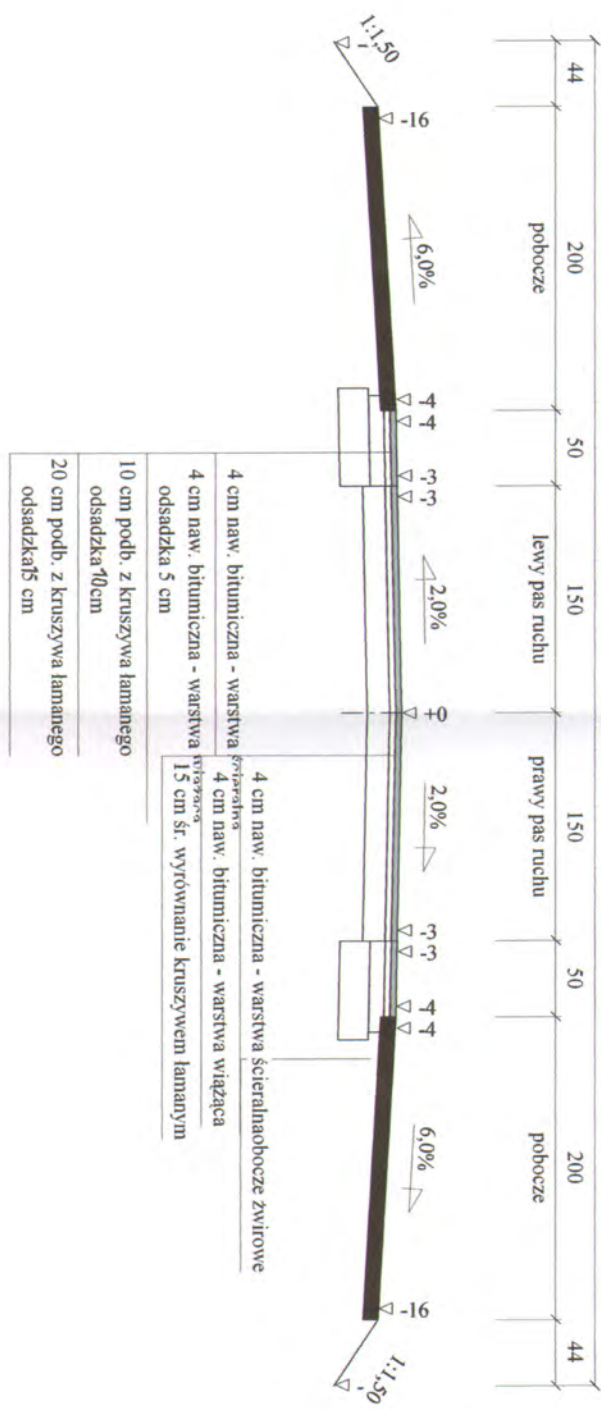 44
200
50
150
150
50
200
44
pobocze
lewy pas ruchu
prawy pas ruchu
pobocze
1:1,50
-16
6,0%
-4
-4
-3
-3
2,0%
+0
2,0%
-3
-3
-4
-4
6,0%
-16
1:1,50
4 cm naw. bitumiczna - warstwa ścieralna
4 cm naw. bitumiczna - warstwa wiążąca
odsadzka 5 cm
10 cm podb. z kruszywa łamanego
odsadzka 10cm
20 cm podb. z kruszywa łamanego
odsadzka 15 cm
4 cm naw. bitumiczna - warstwa ścieralna
obocze żwirowe
4 cm naw. bitumiczna - warstwa wiążąca
15 cm śr. wyrównanie kruszywem łamanym